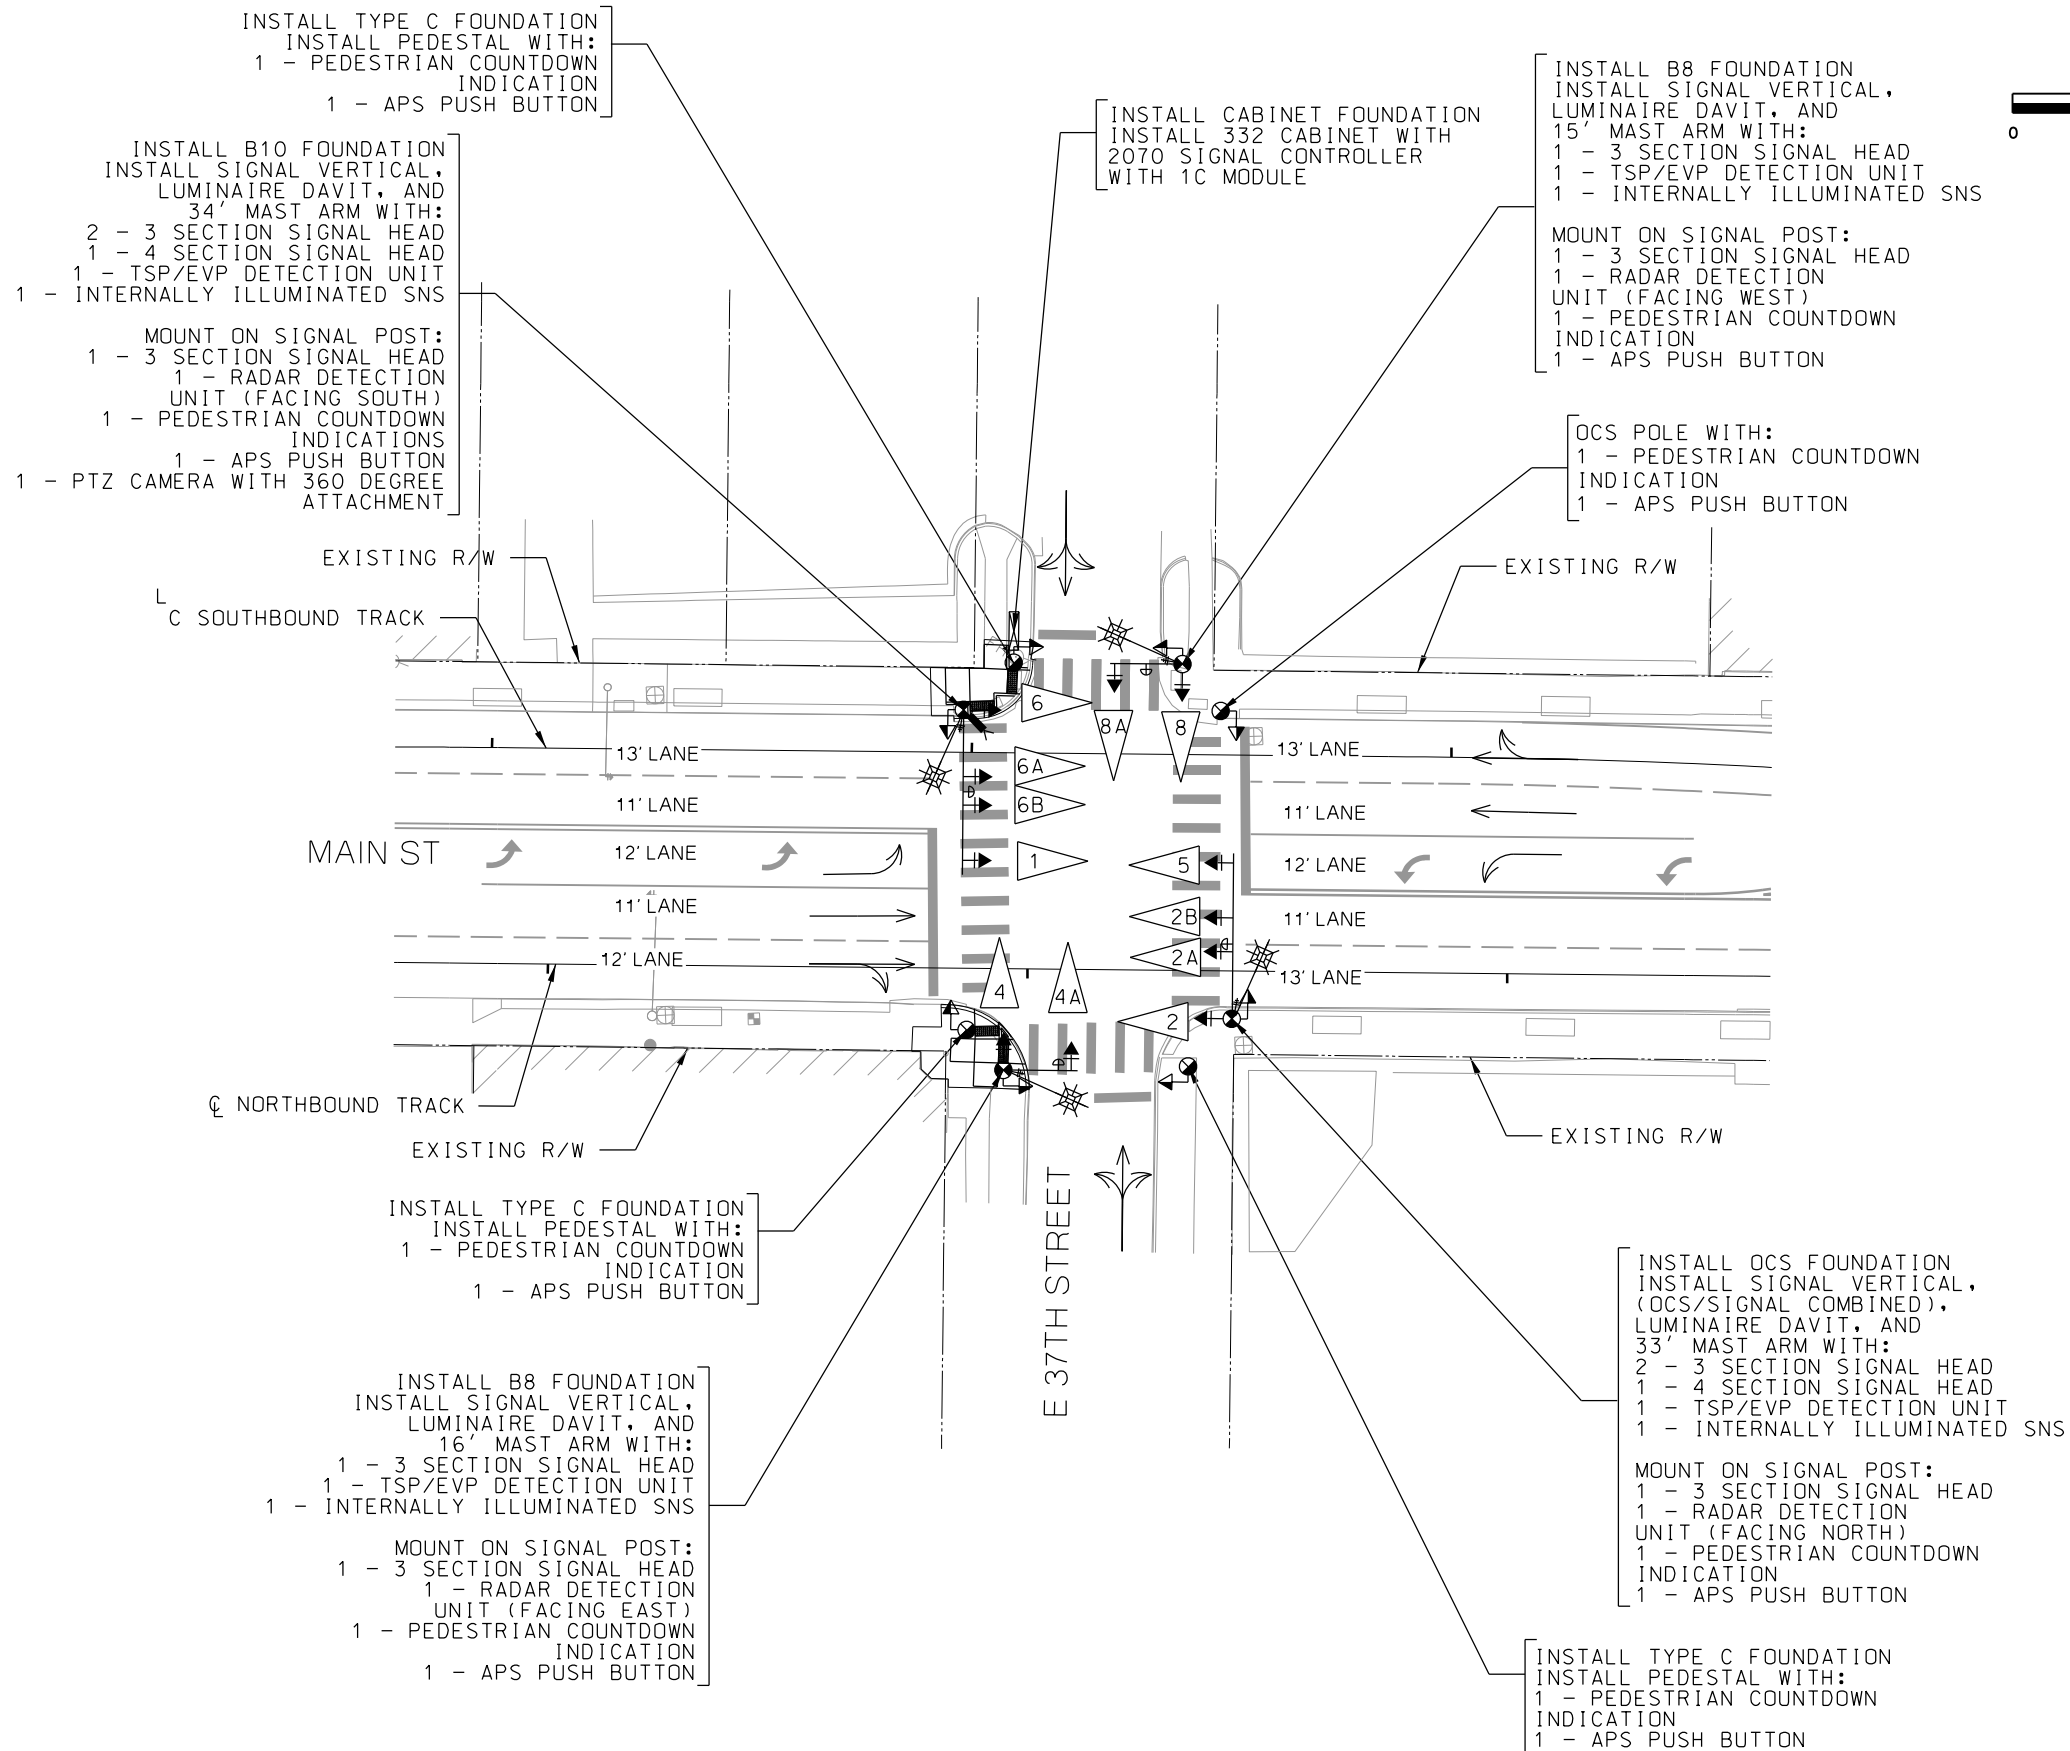 INSTALL TYPE C FOUNDATION
INSTALL PEDESTAL WITH:
1 - PEDESTRIAN COUNTDOWN
INDICATION
1 - APS PUSH BUTTON
INSTALL B10 FOUNDATION
INSTALL SIGNAL VERTICAL,
LUMINAIRE DAVIT, AND
34' MAST ARM WITH:
2 - 3 SECTION SIGNAL HEAD
1 - 4 SECTION SIGNAL HEAD
1 - TSP/EVP DETECTION UNIT
1 - INTERNALLY ILLUMINATED SNS
MOUNT ON SIGNAL POST:
1 - 3 SECTION SIGNAL HEAD
1 - RADAR DETECTION
UNIT (FACING SOUTH)
1 - PEDESTRIAN COUNTDOWN
INDICATIONS
1 - APS PUSH BUTTON
1 - PTZ CAMERA WITH 360 DEGREE
ATTACHMENT
INSTALL CABINET FOUNDATION
INSTALL 332 CABINET WITH
2070 SIGNAL CONTROLLER
WITH 1C MODULE
INSTALL B8 FOUNDATION
INSTALL SIGNAL VERTICAL,
LUMINAIRE DAVIT, AND
15' MAST ARM WITH:
1 - 3 SECTION SIGNAL HEAD
1 - TSP/EVP DETECTION UNIT
1 - INTERNALLY ILLUMINATED SNS
MOUNT ON SIGNAL POST:
1 - 3 SECTION SIGNAL HEAD
1 - RADAR DETECTION
UNIT (FACING WEST)
1 - PEDESTRIAN COUNTDOWN
INDICATION
1 - APS PUSH BUTTON
0
OCS POLE WITH:
1 - PEDESTRIAN COUNTDOWN
INDICATION
1 - APS PUSH BUTTON
EXISTING R/W
EXISTING R/W
L
C SOUTHBOUND TRACK
6
8A
8
13' LANE
13' LANE
6A
6B
11' LANE
11' LANE
MAIN ST
12' LANE
1
5
12' LANE
11' LANE
2B
11' LANE
12' LANE
2A
13' LANE
4
4A
2
℄ NORTHBOUND TRACK
EXISTING R/W
EXISTING R/W
E 37TH STREET
INSTALL TYPE C FOUNDATION
INSTALL PEDESTAL WITH:
1 - PEDESTRIAN COUNTDOWN
INDICATION
1 - APS PUSH BUTTON
INSTALL B8 FOUNDATION
INSTALL SIGNAL VERTICAL,
LUMINAIRE DAVIT, AND
16' MAST ARM WITH:
1 - 3 SECTION SIGNAL HEAD
1 - TSP/EVP DETECTION UNIT
1 - INTERNALLY ILLUMINATED SNS
MOUNT ON SIGNAL POST:
1 - 3 SECTION SIGNAL HEAD
1 - RADAR DETECTION
UNIT (FACING EAST)
1 - PEDESTRIAN COUNTDOWN
INDICATION
1 - APS PUSH BUTTON
INSTALL OCS FOUNDATION
INSTALL SIGNAL VERTICAL,
(OCS/SIGNAL COMBINED),
LUMINAIRE DAVIT, AND
33' MAST ARM WITH:
2 - 3 SECTION SIGNAL HEAD
1 - 4 SECTION SIGNAL HEAD
1 - TSP/EVP DETECTION UNIT
1 - INTERNALLY ILLUMINATED SNS
MOUNT ON SIGNAL POST:
1 - 3 SECTION SIGNAL HEAD
1 - RADAR DETECTION
UNIT (FACING NORTH)
1 - PEDESTRIAN COUNTDOWN
INDICATION
1 - APS PUSH BUTTON
INSTALL TYPE C FOUNDATION
INSTALL PEDESTAL WITH:
1 - PEDESTRIAN COUNTDOWN
INDICATION
1 - APS PUSH BUTTON